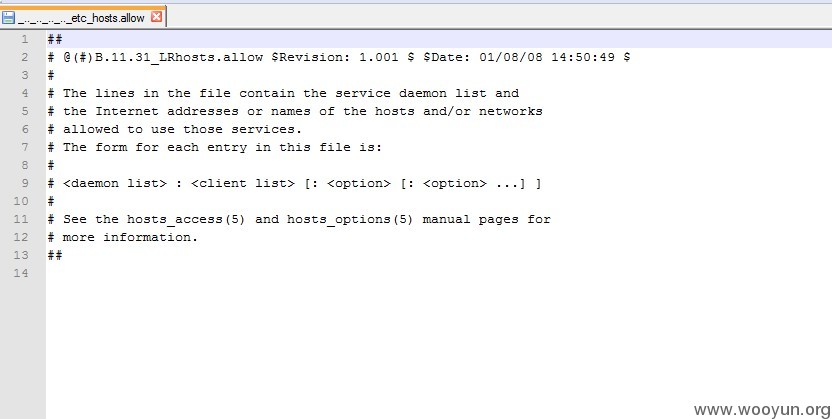 _.._.._.._.._etc_hosts.allow
1 ##
2 # @(#)B.11.31_LRhosts.allow $Revision: 1.001 $ $Date: 01/08/08 14:50:49 $
3 #
4 # The lines in the file contain the service daemon list and
5 # the Internet addresses or names of the hosts and/or networks
6 # allowed to use those services.
7 # The form for each entry in this file is:
8 #
9 # <daemon list> : <client list> [: <option> [: <option> ...] ]
10 #
11 # See the hosts_access(5) and hosts_options(5) manual pages for
12 # more information.
13 ##
14
www.wooyun.org